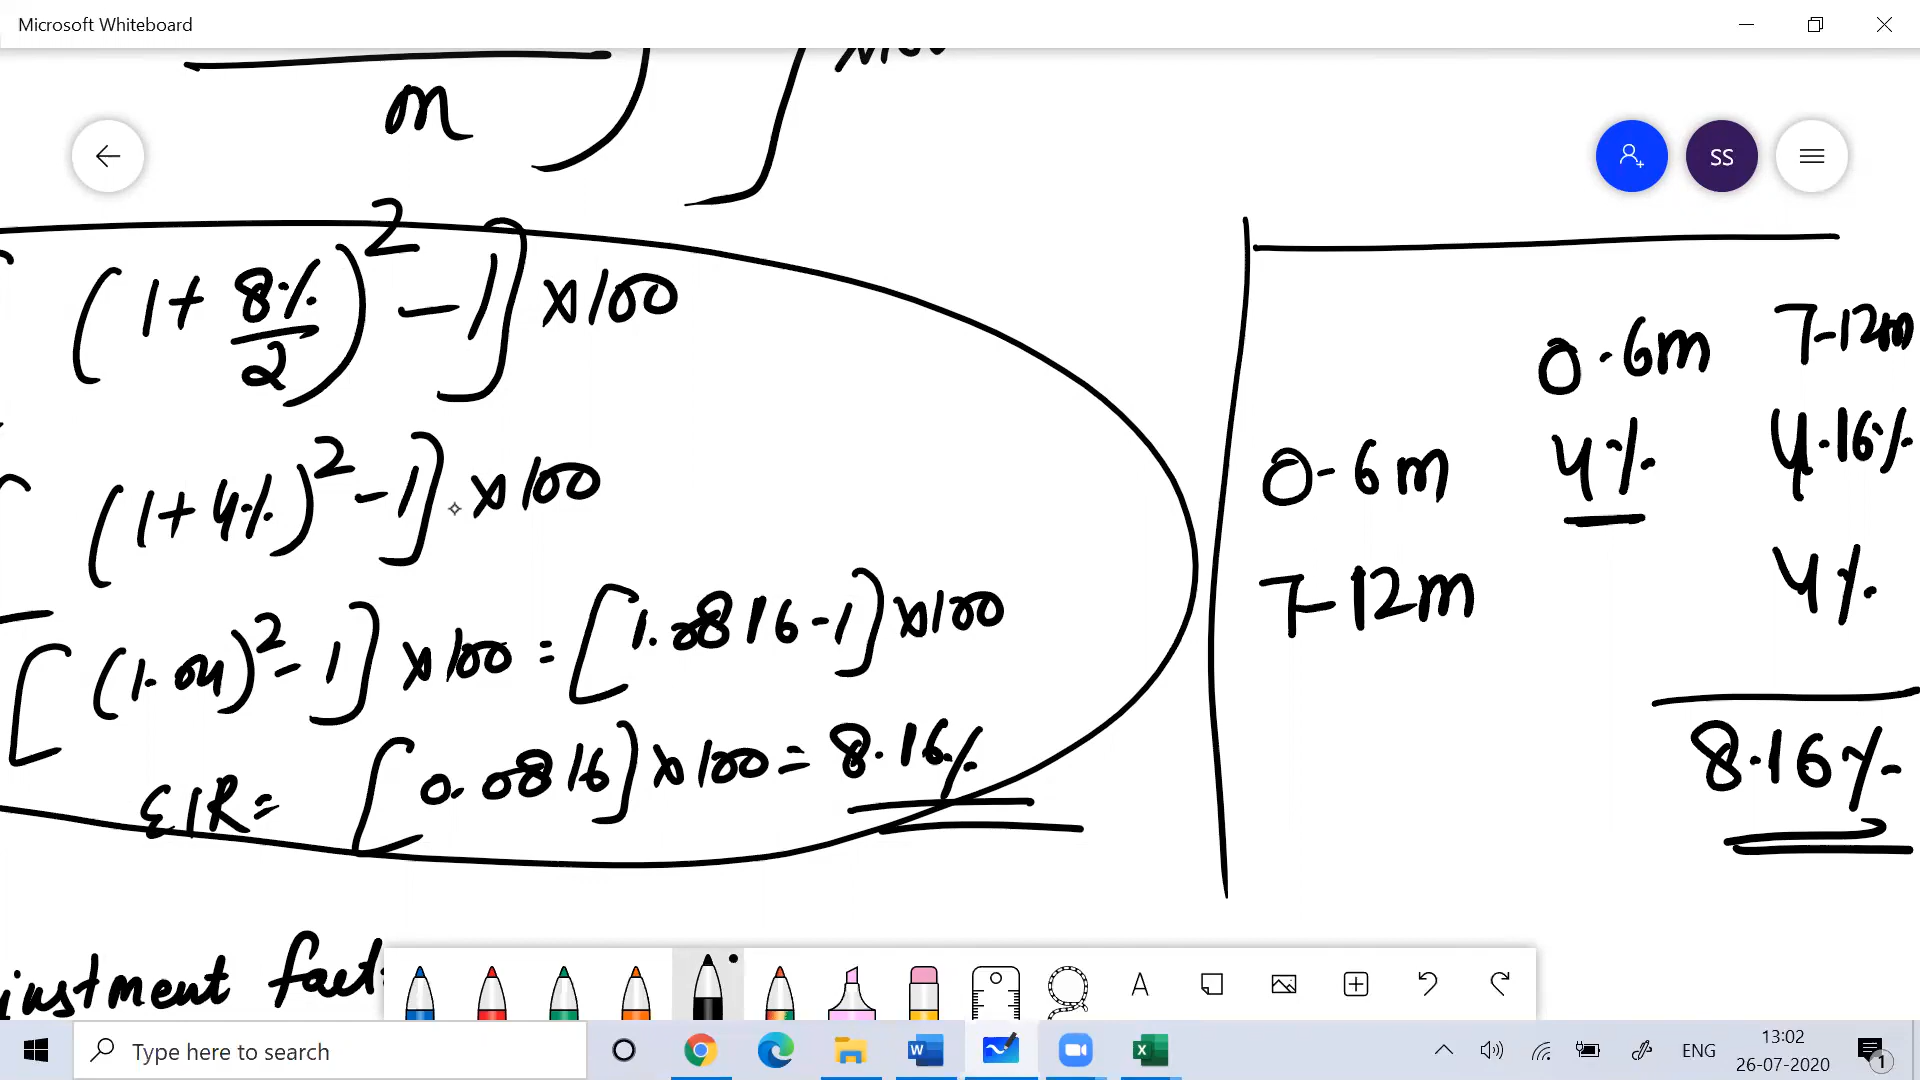 Microsoft Whiteboard
m
SS
(1 + 8% / 2)² - 1] x100
(1 + 4%)² - 1] x100
[(1.04)² - 1] x100 = [1.0816 - 1] x100
EIR = [0.0816] x100 = 8.16%
0-6m 7-12m
0-6m 4% 4.16%
7-12m 4%
8.16%
A
Type here to search
ENG
13:02
26-07-2020
1